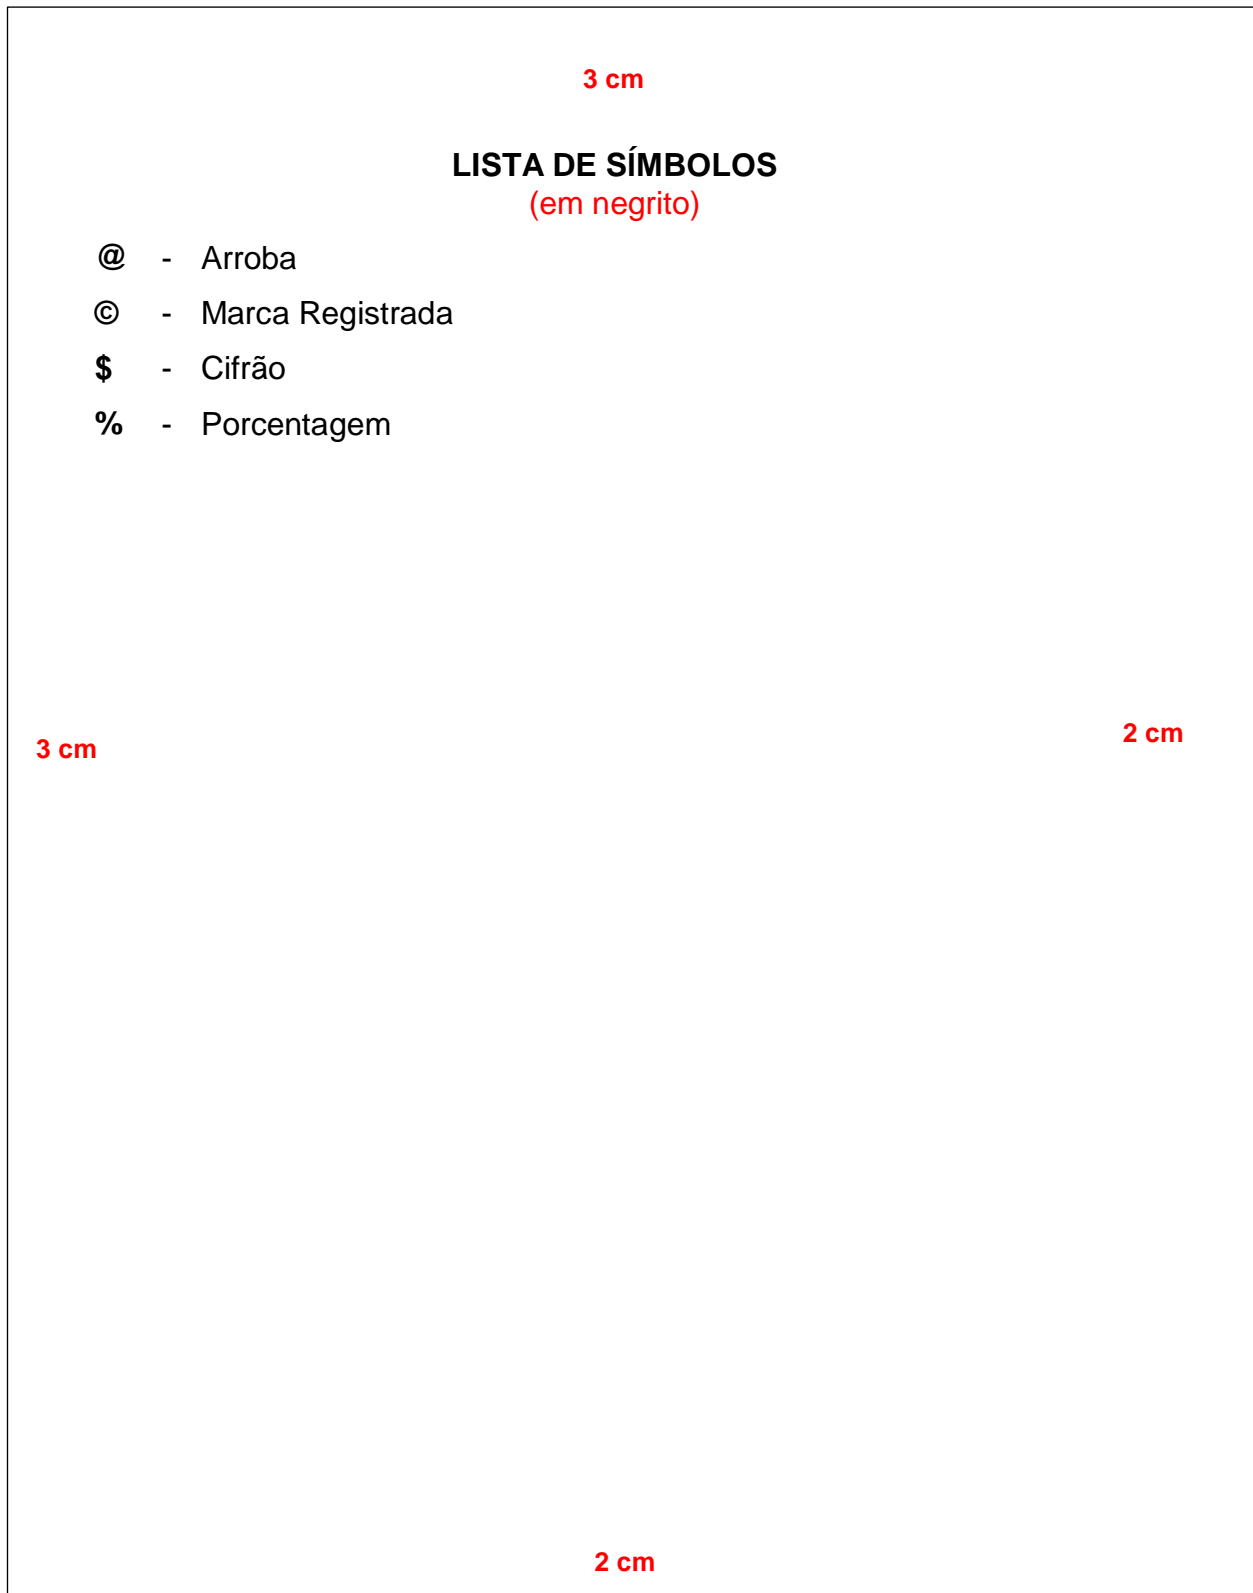 3 cm
LISTA DE SÍMBOLOS
(em negrito)
@ - Arroba
© - Marca Registrada
$ - Cifrão
% - Porcentagem
2 cm
3 cm
2 cm